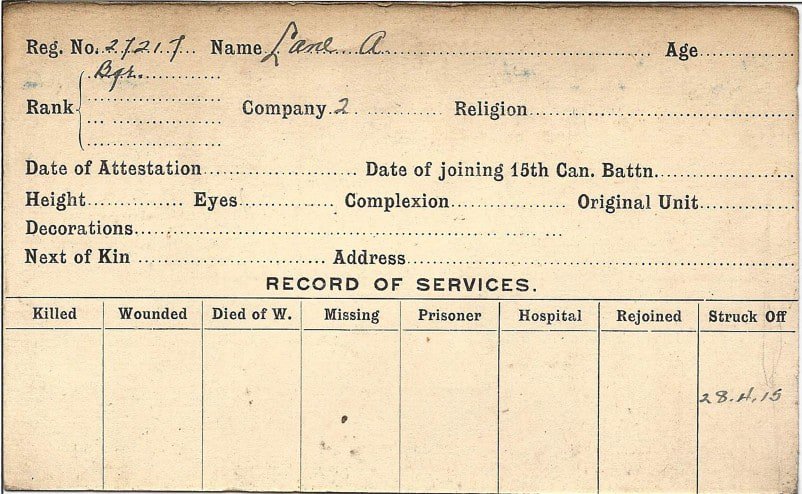 Reg. No. 27217 Name Lane A Age
Bgr.
Rank Company 2 Religion
Date of Attestation Date of joining 15th Can. Battn.
Height Eyes Complexion Original Unit
Decorations
Next of Kin Address
RECORD OF SERVICES.
Killed Wounded Died of W. Missing Prisoner Hospital Rejoined Struck Off
28.4.15